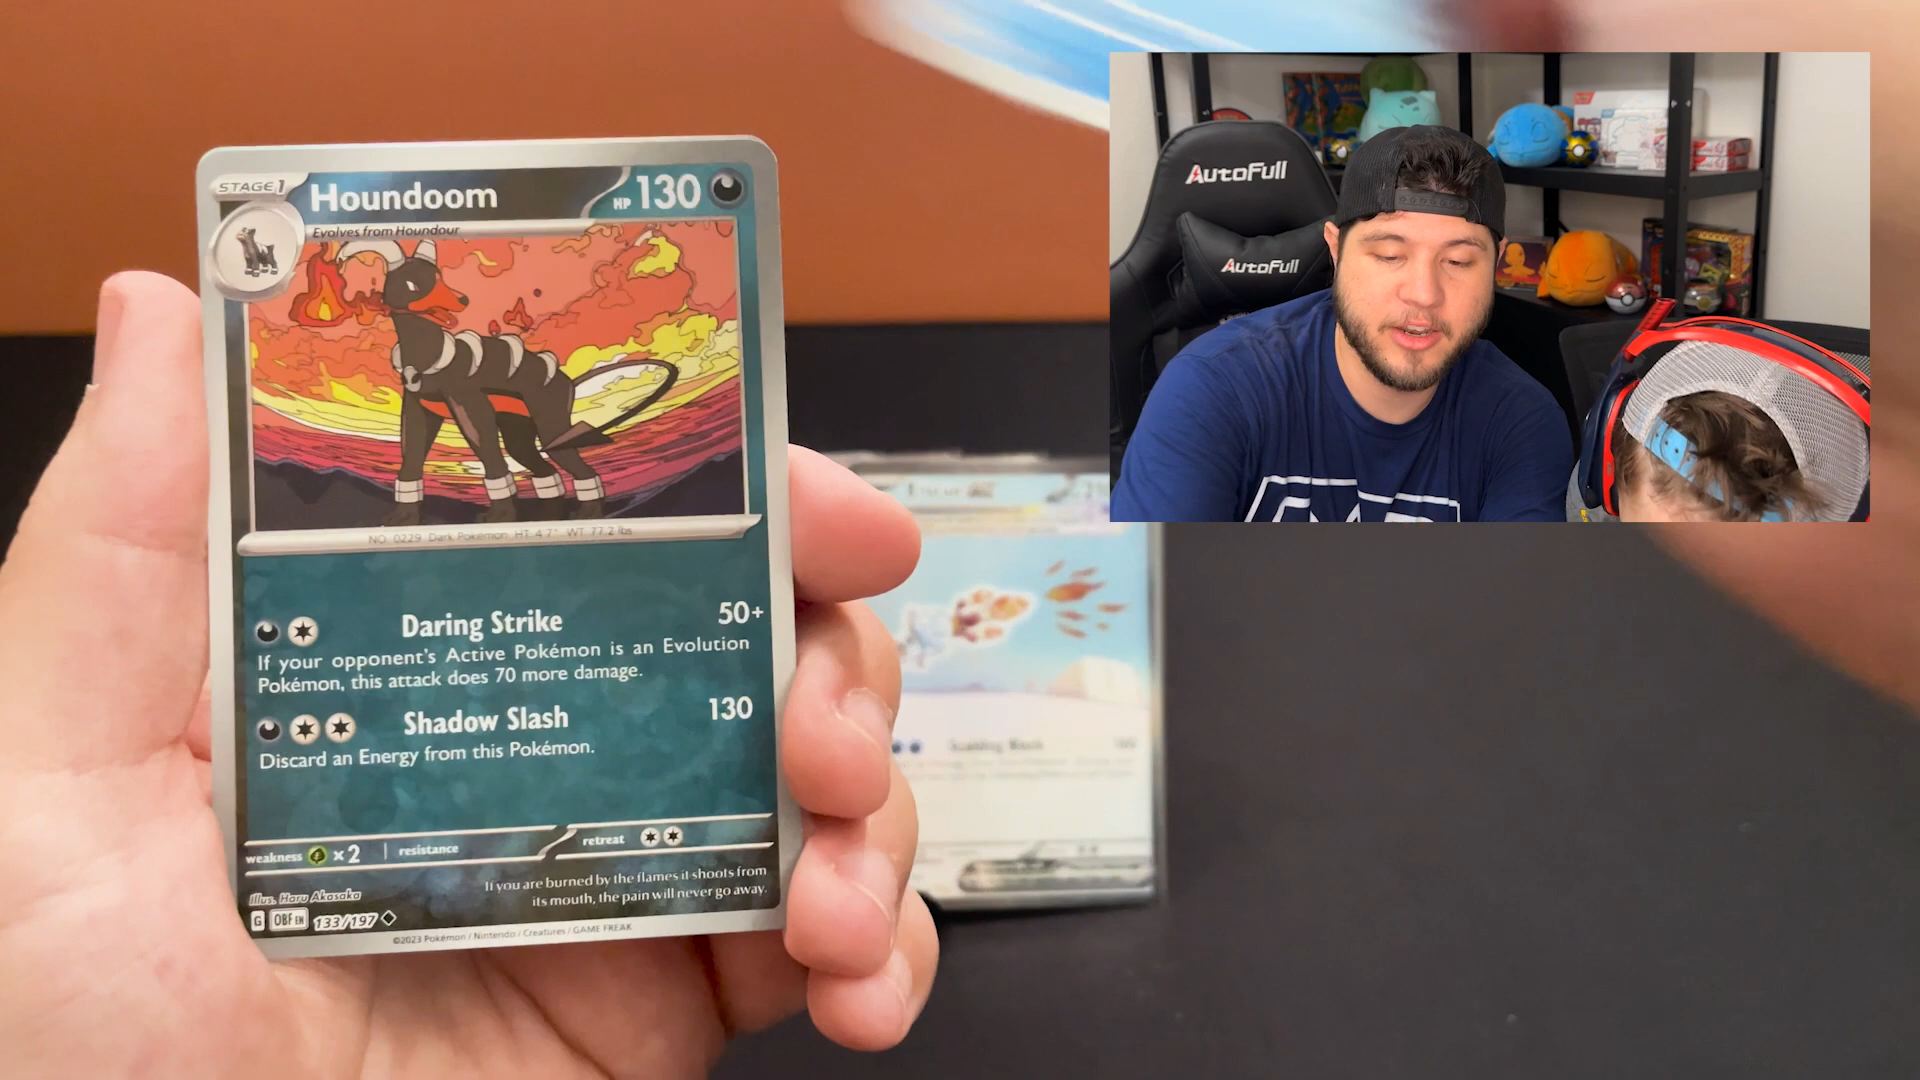 STAGE 1
Houndoom
HP 130
Evolves from Houndour
NO. 0229 Dark Pokémon HT: 4'7" WT: 77.2 lbs
Daring Strike 50+
If your opponent's Active Pokémon is an Evolution
Pokémon, this attack does 70 more damage.
Shadow Slash 130
Discard an Energy from this Pokémon.
weakness x2 resistance
retreat
If you are burned by the flames it shoots from
its mouth, the pain will never go away.
Illus. Haru Akasaka
G OBF EN 133/197
©2023 Pokémon / Nintendo / Creatures / GAME FREAK
AUTOFULL
AUTOFULL